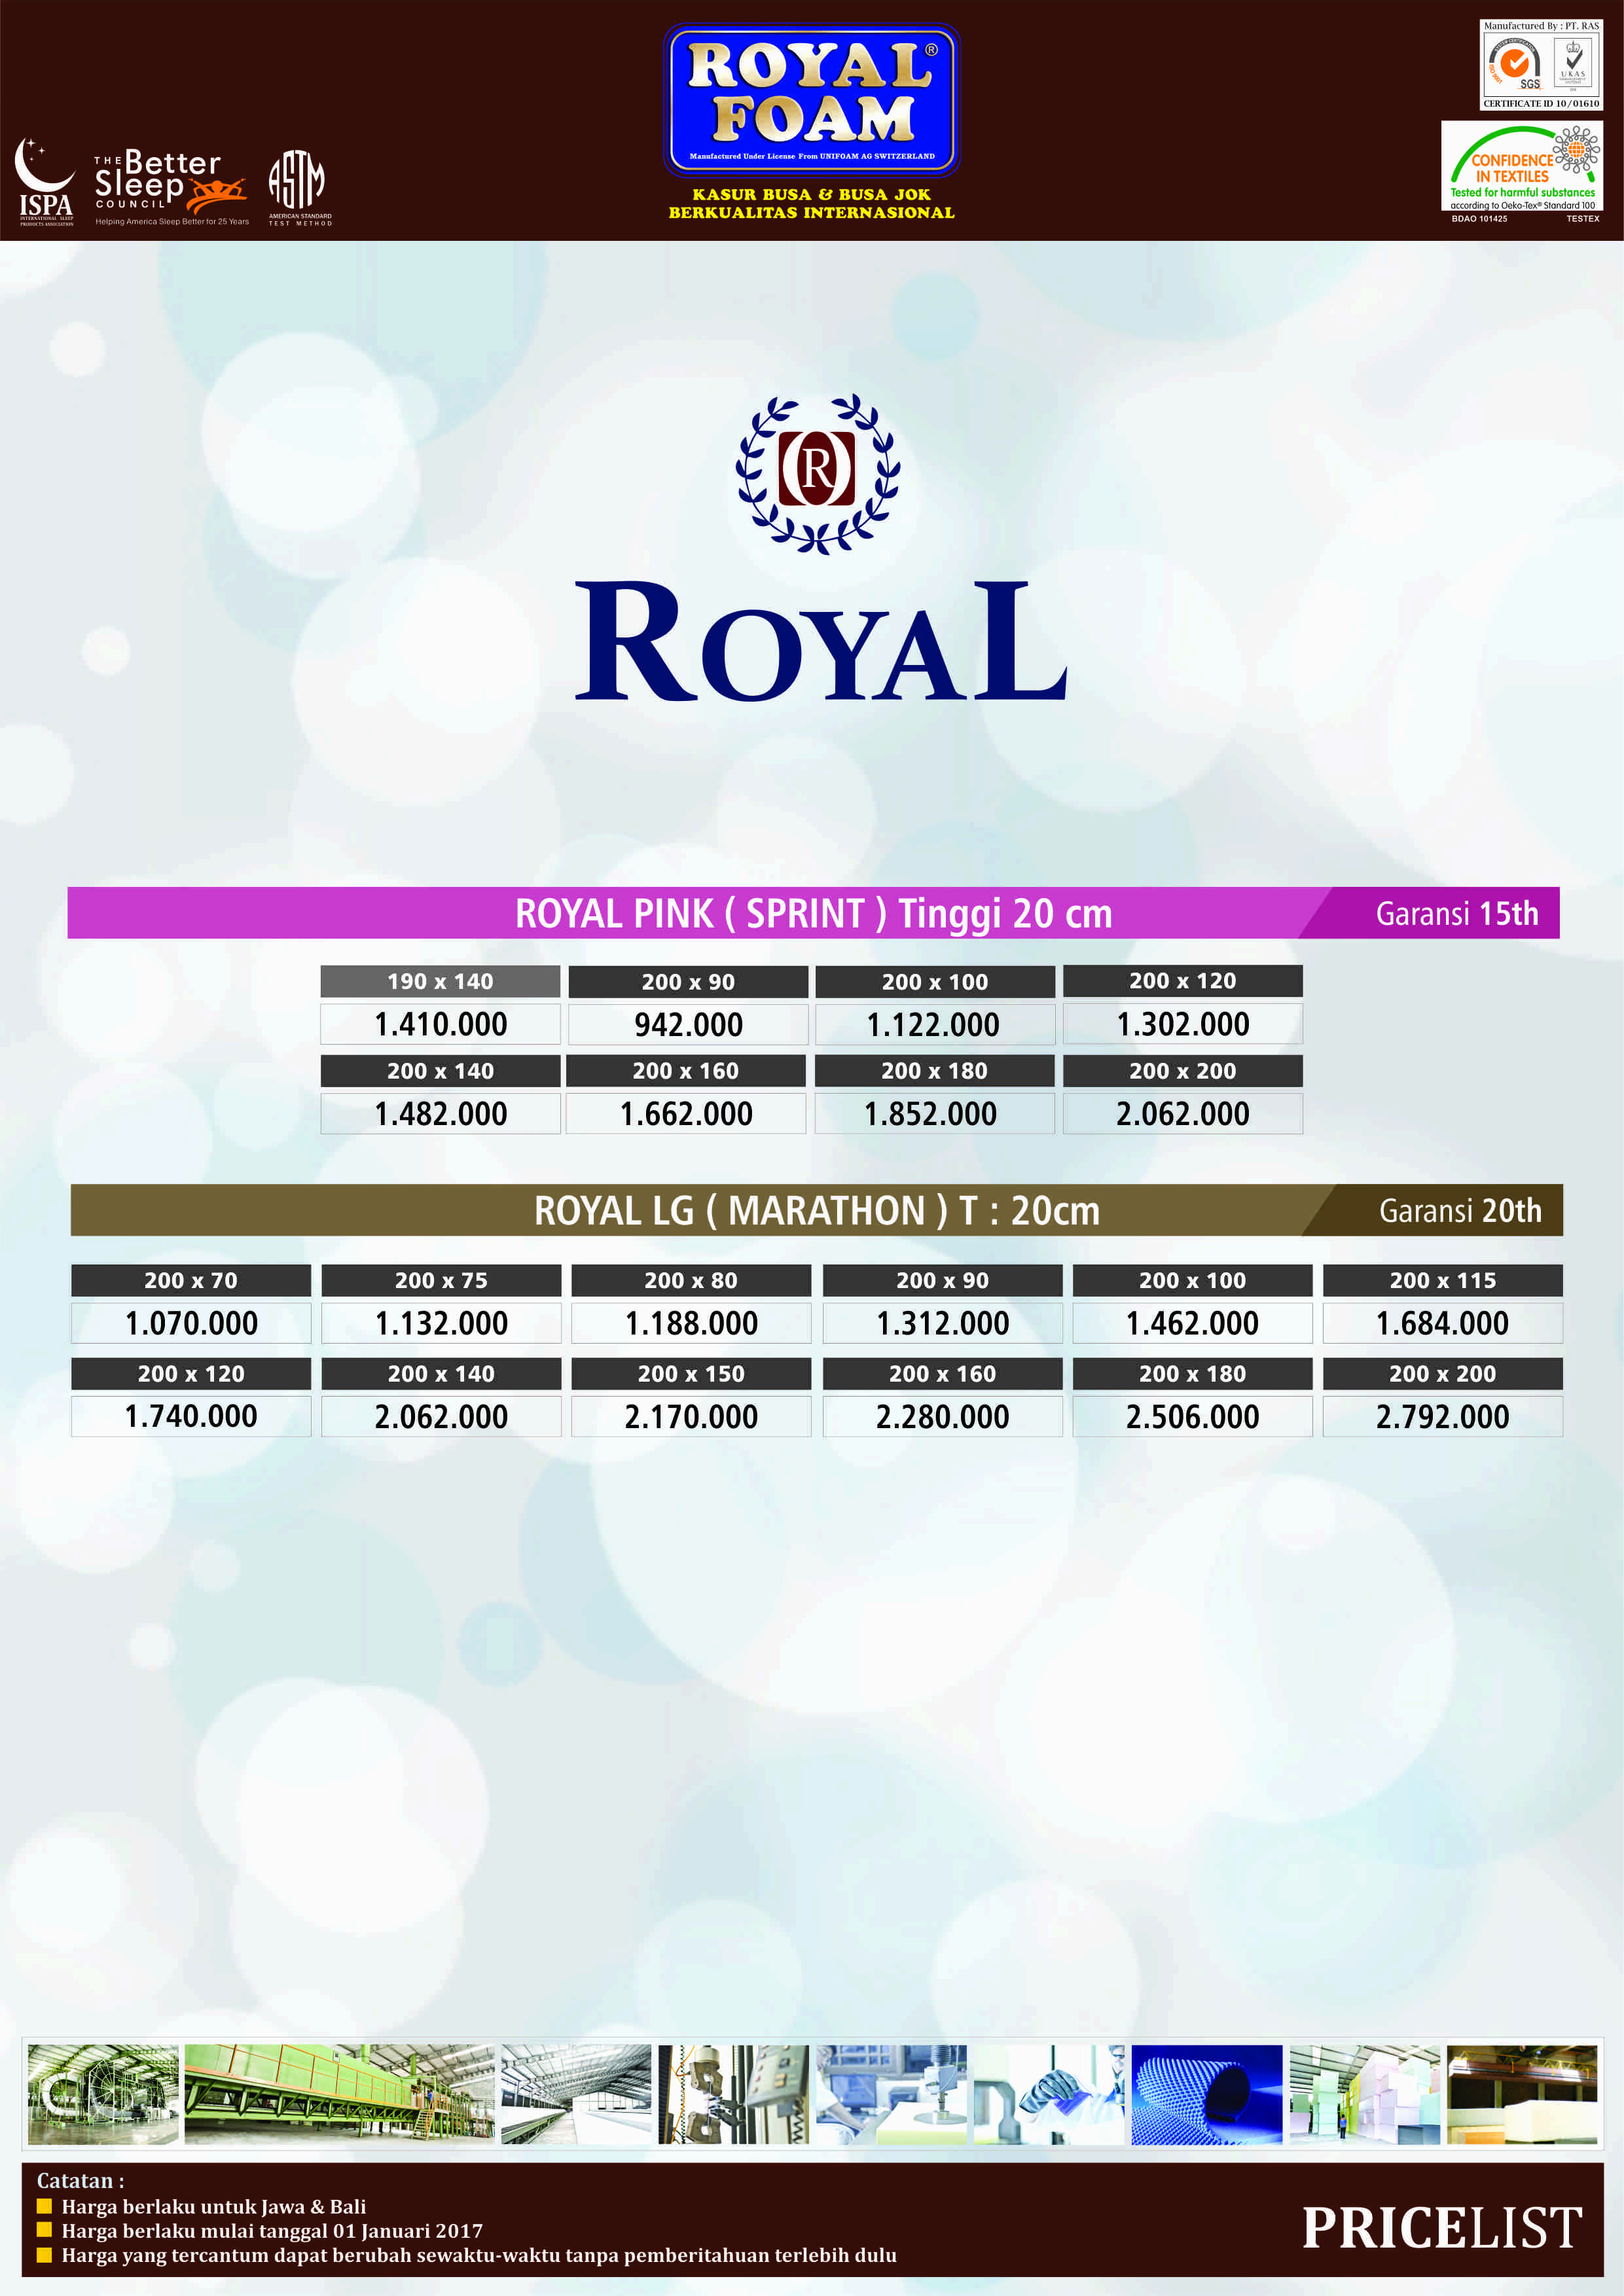 ROYAL®
FOAM
Manufactured Under License From UNIFOAM AG SWITZERLAND
KASUR BUSA & BUSA JOK
BERKUALITAS INTERNASIONAL
ISPA
INTERNATIONAL SLEEP
PRODUCTS ASSOCIATION
THE Better
Sleep
COUNCIL
Helping America Sleep Better for 25 Years
ASTM
AMERICAN STANDARD
TEST METHOD
Manufactured By : PT. RAS
SGS
UKAS
CERTIFICATE ID 10/01610
CONFIDENCE
IN TEXTILES
Tested for harmful substances
according to Oeko-Tex® Standard 100
BDAO 101425 TESTEX
R
ROYAL
ROYAL PINK ( SPRINT ) Tinggi 20 cm Garansi 15th
190 x 140 200 x 90 200 x 100 200 x 120
1.410.000 942.000 1.122.000 1.302.000
200 x 140 200 x 160 200 x 180 200 x 200
1.482.000 1.662.000 1.852.000 2.062.000
ROYAL LG ( MARATHON ) T : 20cm Garansi 20th
200 x 70 200 x 75 200 x 80 200 x 90 200 x 100 200 x 115
1.070.000 1.132.000 1.188.000 1.312.000 1.462.000 1.684.000
200 x 120 200 x 140 200 x 150 200 x 160 200 x 180 200 x 200
1.740.000 2.062.000 2.170.000 2.280.000 2.506.000 2.792.000
Catatan :
Harga berlaku untuk Jawa & Bali
Harga berlaku mulai tanggal 01 Januari 2017
Harga yang tercantum dapat berubah sewaktu-waktu tanpa pemberitahuan terlebih dulu
PRICELIST